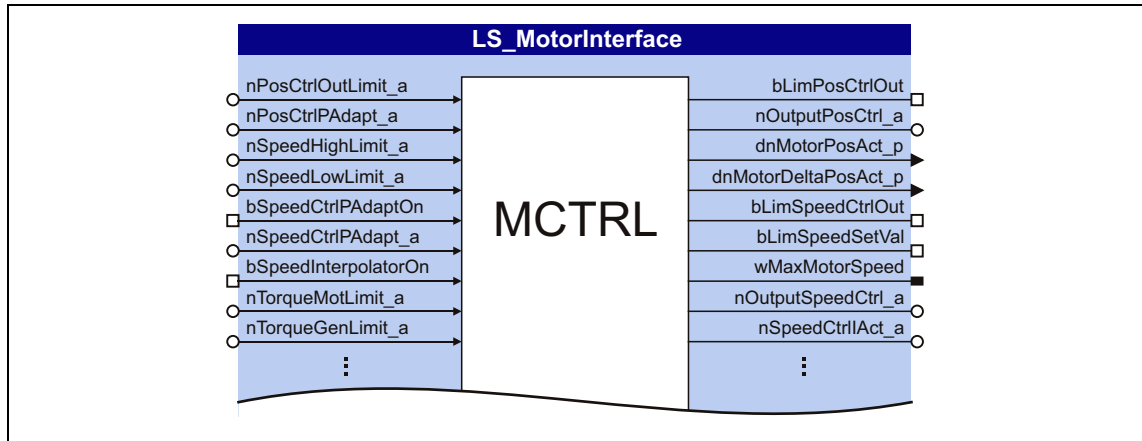 LS_MotorInterface
nPosCtrlOutLimit_a
nPosCtrlPAdapt_a
nSpeedHighLimit_a
nSpeedLowLimit_a
bSpeedCtrlPAdaptOn
nSpeedCtrlPAdapt_a
bSpeedInterpolatorOn
nTorqueMotLimit_a
nTorqueGenLimit_a
MCTRL
bLimPosCtrlOut
nOutputPosCtrl_a
dnMotorPosAct_p
dnMotorDeltaPosAct_p
bLimSpeedCtrlOut
bLimSpeedSetVal
wMaxMotorSpeed
nOutputSpeedCtrl_a
nSpeedCtrlIAct_a